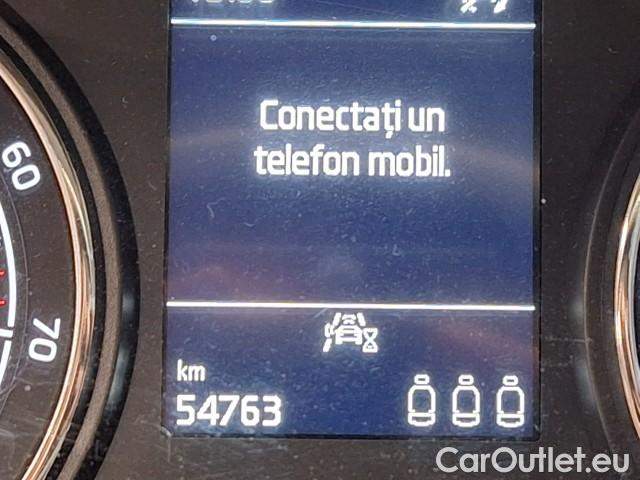 Conectați un
telefon mobil.
60
70
km
54763
CarOutlet.eu